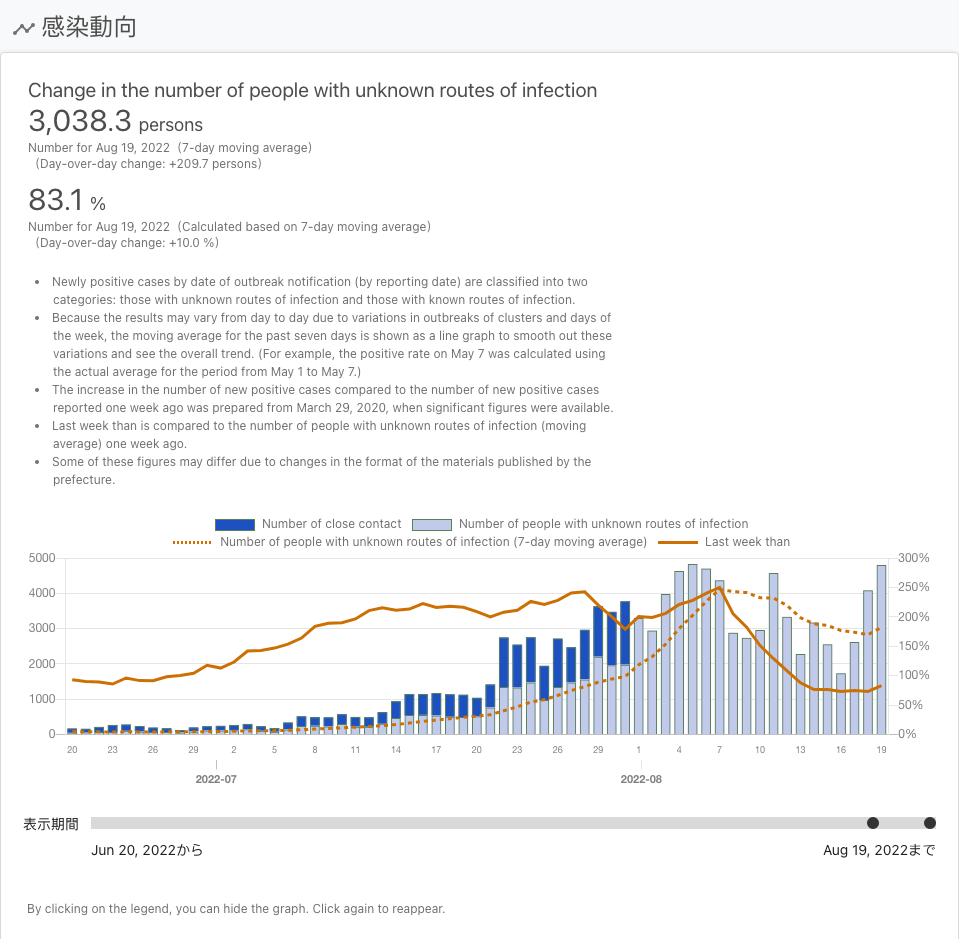 感染動向
Change in the number of people with unknown routes of infection
3,038.3 persons
Number for Aug 19, 2022 (7-day moving average)
(Day-over-day change: +209.7 persons)
83.1 %
Number for Aug 19, 2022 (Calculated based on 7-day moving average)
(Day-over-day change: +10.0 %)
• Newly positive cases by date of outbreak notification (by reporting date) are classified into two
categories: those with unknown routes of infection and those with known routes of infection.
• Because the results may vary from day to day due to variations in outbreaks of clusters and days of
the week, the moving average for the past seven days is shown as a line graph to smooth out these
variations and see the overall trend. (For example, the positive rate on May 7 was calculated using
the actual average for the period from May 1 to May 7.)
• The increase in the number of new positive cases compared to the number of new positive cases
reported one week ago was prepared from March 29, 2020, when significant figures were available.
• Last week than is compared to the number of people with unknown routes of infection (moving
average) one week ago.
• Some of these figures may differ due to changes in the format of the materials published by the
prefecture.
Number of close contact Number of people with unknown routes of infection
Number of people with unknown routes of infection (7-day moving average) Last week than
5000 300%
250%
4000
200%
3000
150%
2000
100%
1000
50%
0 0%
20 23 26 29 2 5 8 11 14 17 20 23 26 29 1 4 7 10 13 16 19
2022-07 2022-08
表示期間
Jun 20, 2022から Aug 19, 2022まで
By clicking on the legend, you can hide the graph. Click again to reappear.